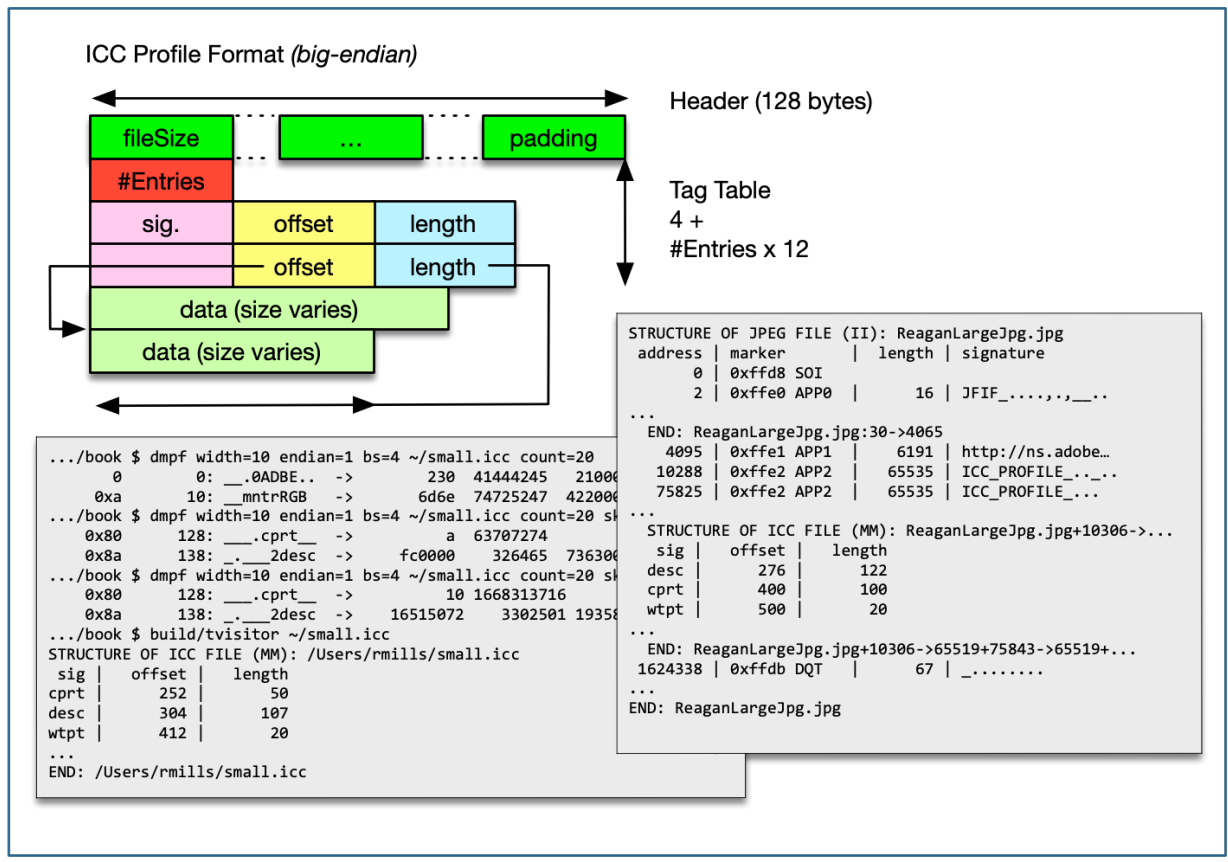 ICC Profile Format (big-endian)
Header (128 bytes)
fileSize ... padding
#Entries
sig. offset length
offset length
data (size varies)
data (size varies)
Tag Table
4 +
#Entries x 12
.../book $ dmpf width=10 endian=1 bs=4 ~/small.icc count=20
0 0: __.0ADBE.. -> 230 41444245 21000
0xa 10: __mntrRGB -> 6d6e 74725247 422000
.../book $ dmpf width=10 endian=1 bs=4 ~/small.icc count=20 sk
0x80 128: ___.cprt__ -> a 63707274
0x8a 138: _.___2desc -> fc0000 326465 736300
.../book $ dmpf width=10 endian=1 bs=4 ~/small.icc count=20 sk
0x80 128: ___.cprt__ -> 10 1668313716
0x8a 138: _.___2desc -> 16515072 3302501 19358
.../book $ build/tvisitor ~/small.icc
STRUCTURE OF ICC FILE (MM): /Users/rmills/small.icc
sig | offset | length
cprt | 252 | 50
desc | 304 | 107
wtpt | 412 | 20
...
END: /Users/rmills/small.icc
STRUCTURE OF JPEG FILE (II): ReaganLargeJpg.jpg
address | marker | length | signature
0 | 0xffd8 SOI
2 | 0xffe0 APP0 | 16 | JFIF_....,.,__..
...
END: ReaganLargeJpg.jpg:30->4065
4095 | 0xffe1 APP1 | 6191 | http://ns.adobe…
10288 | 0xffe2 APP2 | 65535 | ICC_PROFILE_.._..
75825 | 0xffe2 APP2 | 65535 | ICC_PROFILE_...
...
STRUCTURE OF ICC FILE (MM): ReaganLargeJpg.jpg+10306->...
sig | offset | length
desc | 276 | 122
cprt | 400 | 100
wtpt | 500 | 20
...
END: ReaganLargeJpg.jpg+10306->65519+75843->65519+...
1624338 | 0xffdb DQT | 67 | _........
...
END: ReaganLargeJpg.jpg